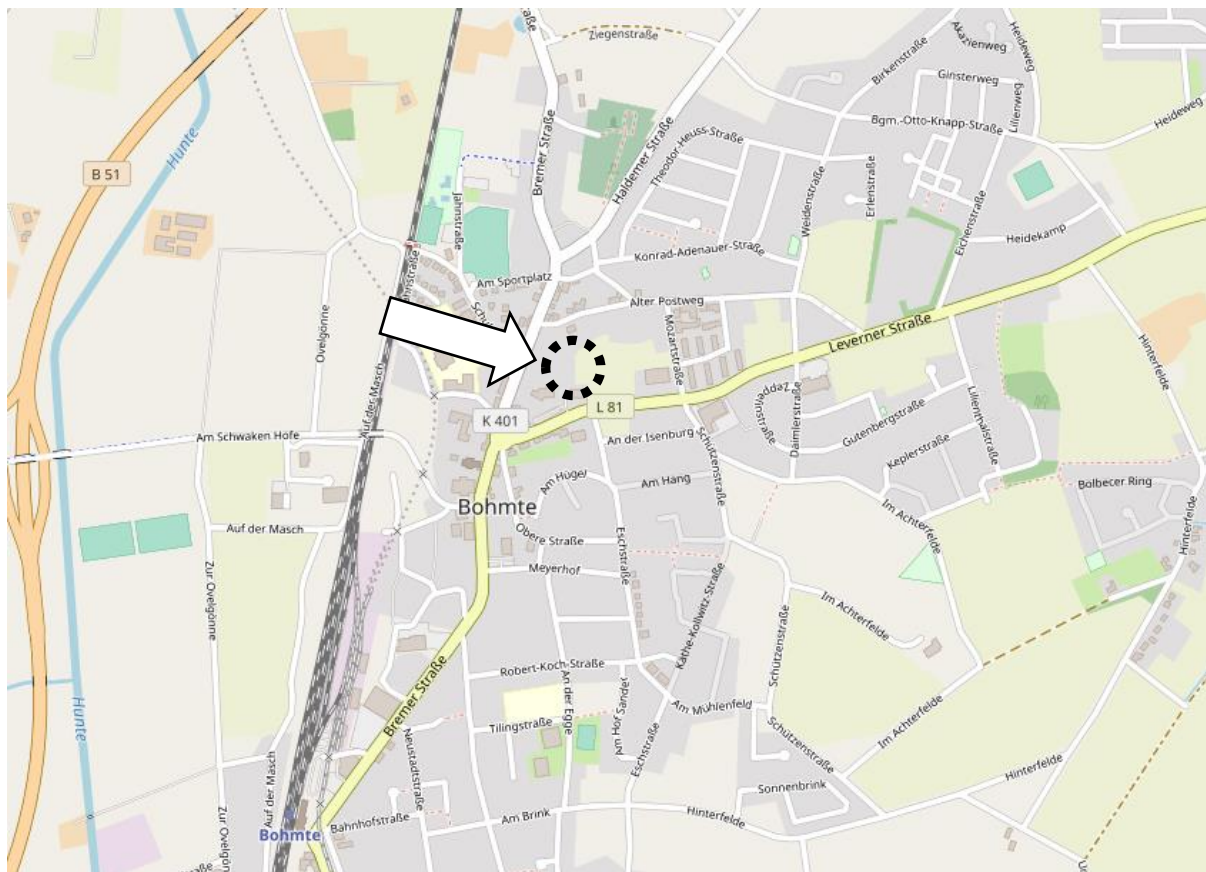 Straße
Ziegenstraße
Akazienweg
Heideweg
Birkenstraße
Ginsterweg
Lilienweg
Heideweg
Bgm.-Otto-Knapp-Straße
Hunte
B 51
Bremer Straße
Haldemer Straße
Theodor-Heuss-Straße
Erlenstraße
Weidenstraße
Eichenstraße
Heidekamp
Jahnstraße
Jahnstraße
Am Sportplatz
Konrad-Adenauer-Straße
Alter Postweg
Mozartstraße
Leverner Straße
Hinterfelde
Ovelgönne
Auf der Masch
K 401
L 81
Zeppelinstraße
Daimlerstraße
Gutenbergstraße
Lilienthalstraße
Keplerstraße
Am Schwaken Hofe
An der Isenburg
Schützenstraße
Am Hügel
Am Hang
Bolbecer Ring
Bohmte
Im Achterfelde
Hinterfelde
Auf der Masch
Obere Straße
Eschstraße
Meyerhof
Zur Ovelgönne
Käthe-Kollwitz-Straße
Im Achterfelde
Schützenstraße
Robert-Koch-Straße
An der Egge
Bremer Straße
Hunte
Am Hof Sander
Am Mühlenfeld
Tilingstraße
Im Achterfelde
Neustadtstraße
Eschstraße
Schützenstraße
Hinterfelde
Sonnenbrink
Auf der Masch
Zur Ovelgönne
Bohmte
Bahnhofstraße
Am Brink
Hinterfelde